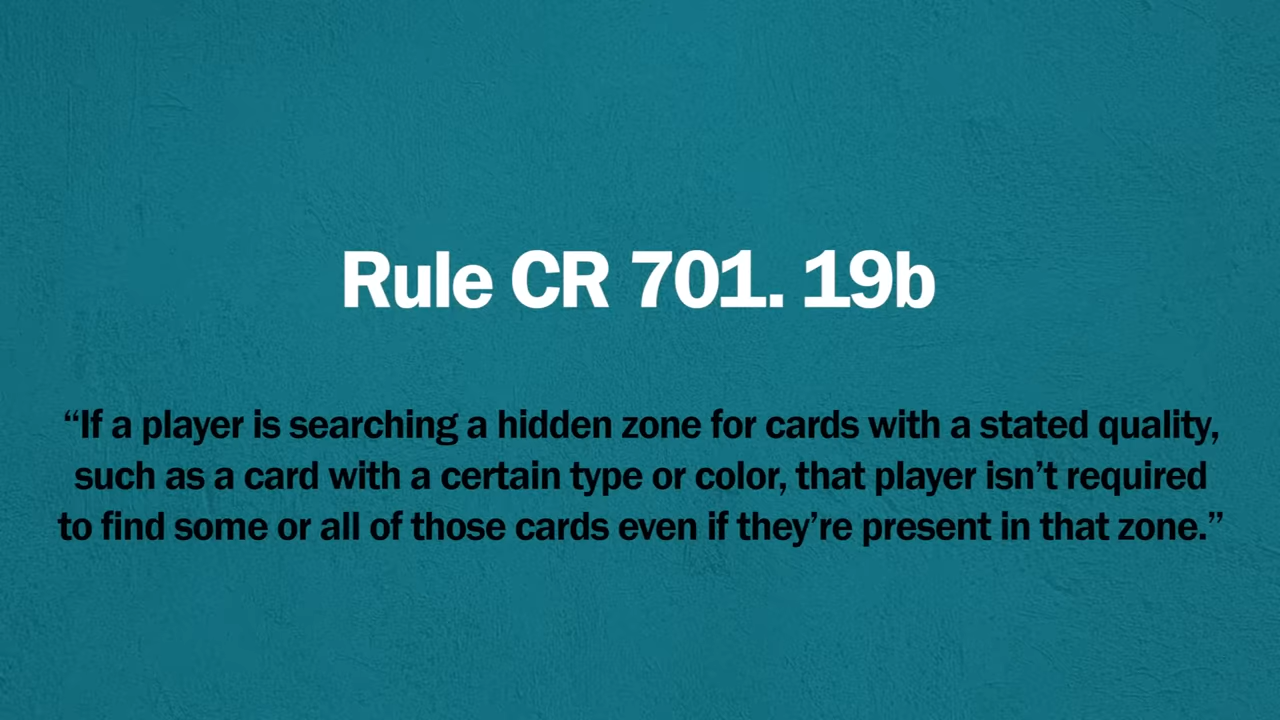 Rule CR 701. 19b
“If a player is searching a hidden zone for cards with a stated quality,
such as a card with a certain type or color, that player isn’t required
to find some or all of those cards even if they’re present in that zone.”